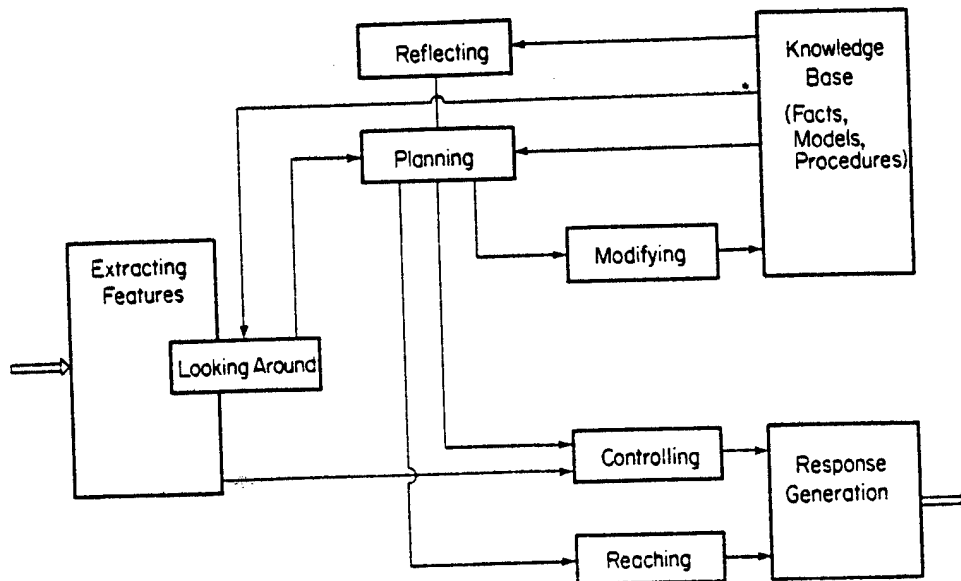 Reflecting
Knowledge
Base
(Facts,
Models,
Procedures)
Planning
Modifying
Extracting
Features
Looking Around
Controlling
Response
Generation
Reaching